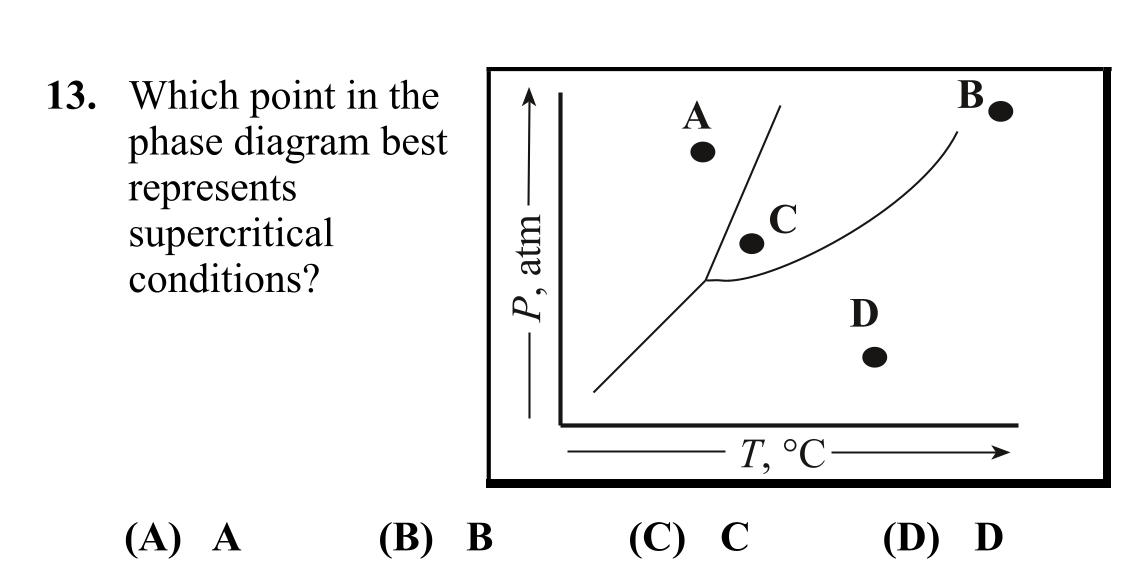 13. Which point in the
phase diagram best
represents
supercritical
conditions?
A
B
C
D
P, atm
T, °C
(A) A (B) B (C) C (D) D